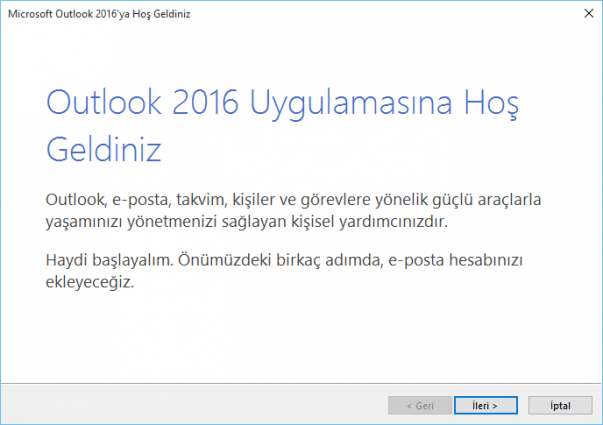 Microsoft Outlook 2016'ya Hoş Geldiniz
Outlook 2016 Uygulamasına Hoş
Geldiniz
Outlook, e-posta, takvim, kişiler ve görevlere yönelik güçlü araçlarla
yaşamınızı yönetmenizi sağlayan kişisel yardımcınızdır.
Haydi başlayalım. Önümüzdeki birkaç adımda, e-posta hesabınızı
ekleyeceğiz.
< Geri İleri > İptal